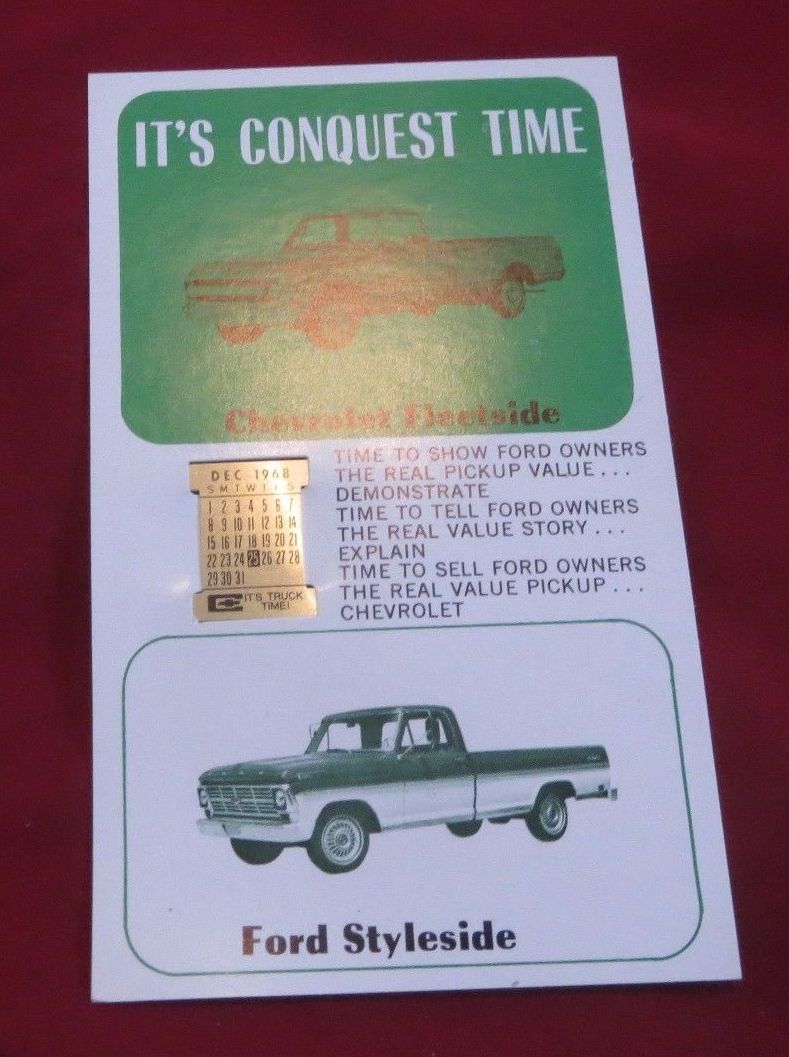 IT'S CONQUEST TIME
Chevrolet Fleetside
DEC 1968
S M T W T F S
1 2 3 4 5 6 7
8 9 10 11 12 13 14
15 16 17 18 19 20 21
22 23 24 25 26 27 28
29 30 31
IT'S TRUCK
TIME!
TIME TO SHOW FORD OWNERS
THE REAL PICKUP VALUE...
DEMONSTRATE
TIME TO TELL FORD OWNERS
THE REAL VALUE STORY...
EXPLAIN
TIME TO SELL FORD OWNERS
THE REAL VALUE PICKUP...
CHEVROLET
Ford Styleside